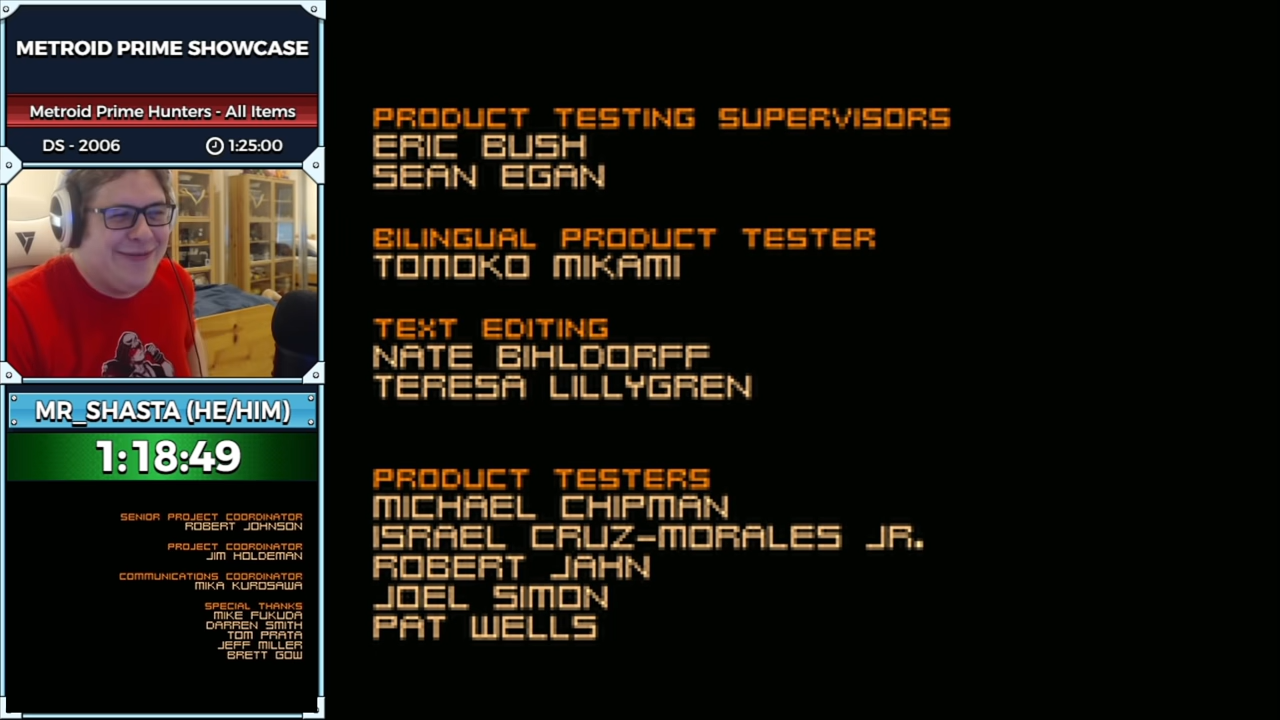 METROID PRIME SHOWCASE
Metroid Prime Hunters - All Items
DS - 2006
1:25:00
MR_SHASTA (HE/HIM)
1:18:49
SENIOR PROJECT COORDINATOR
ROBERT JOHNSON
PROJECT COORDINATOR
JIM HOLDEMAN
COMMUNICATIONS COORDINATOR
MIKA KUROSAWA
SPECIAL THANKS
MIKE FUKUDA
DARREN SMITH
TOM PRATA
JEFF MILLER
BRETT GOW
PRODUCT TESTING SUPERVISORS
ERIC BUSH
SEAN EGAN
BILINGUAL PRODUCT TESTER
TOMOKO MIKAMI
TEXT EDITING
NATE BIHLDORFF
TERESA LILLYGREN
PRODUCT TESTERS
MICHAEL CHIPMAN
ISRAEL CRUZ-MORALES JR.
ROBERT JAHN
JOEL SIMON
PAT WELLS